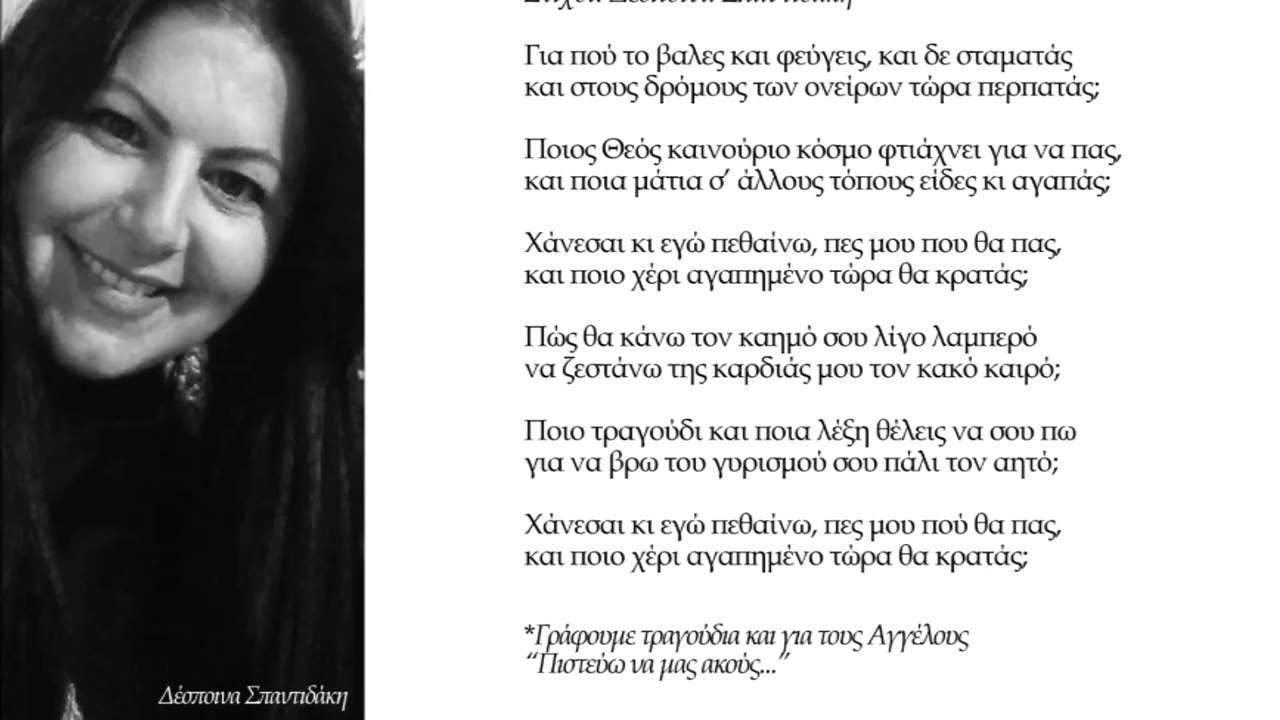 Στίχοι: Δέσποινα Σπαντιδάκη
Για πού το βαλες και φεύγεις, και δε σταματάς
και στους δρόμους των ονείρων τώρα περπατάς;
Ποιος Θεός καινούριο κόσμο φτιάχνει για να πας,
και ποια μάτια σ’ άλλους τόπους είδες κι αγαπάς;
Χάνεσαι κι εγώ πεθαίνω, πες μου που θα πας,
και ποιο χέρι αγαπημένο τώρα θα κρατάς;
Πώς θα κάνω τον καημό σου λίγο λαμπερό
να ζεστάνω της καρδιάς μου τον κακό καιρό;
Ποιο τραγούδι και ποια λέξη θέλεις να σου πω
για να βρω του γυρισμού σου πάλι τον αητό;
Χάνεσαι κι εγώ πεθαίνω, πες μου πού θα πας,
και ποιο χέρι αγαπημένο τώρα θα κρατάς;
*Γράφουμε τραγούδια και για τους Αγγέλους
“Πιστεύω να μας ακούς...”
Δέσποινα Σπαντιδάκη